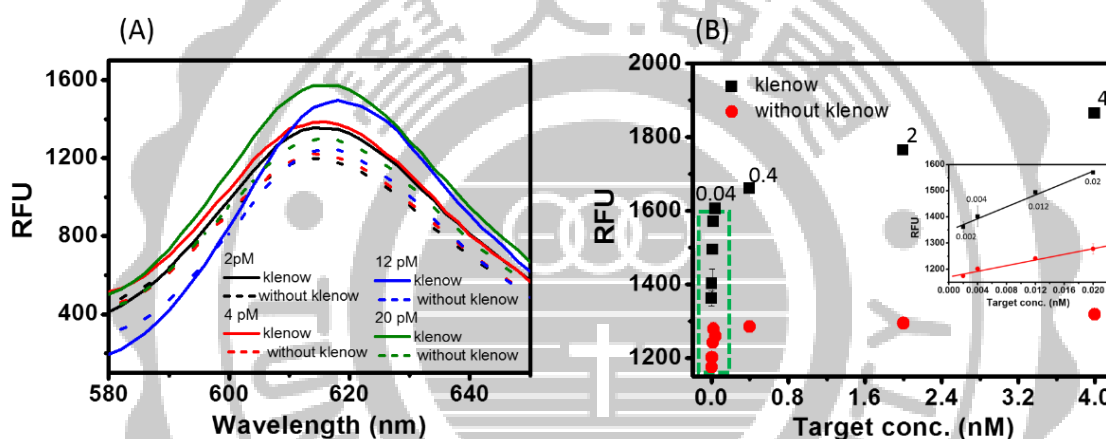 (A)
RFU
1600
1200
800
400
580
600
620
640
Wavelength (nm)
2pM
klenow
without klenow
4 pM
klenow
without klenow
12 pM
klenow
without klenow
20 pM
klenow
without klenow
(B)
RFU
2000
1800
1600
1400
1200
0.0
0.8
1.6
2.4
3.2
4.0
Target conc. (nM)
klenow
without klenow
0.04
0.4
2
4
RFU
1600
1500
1400
1300
1200
0.000
0.004
0.008
0.012
0.016
0.020
Target conc. (nM)
0.002
0.004
0.012
0.02